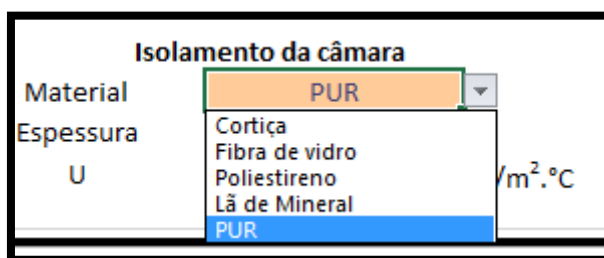 Isolamento da câmara
Material PUR
Espessura
U /m².°C
Cortiça
Fibra de vidro
Poliestireno
Lã de Mineral
PUR